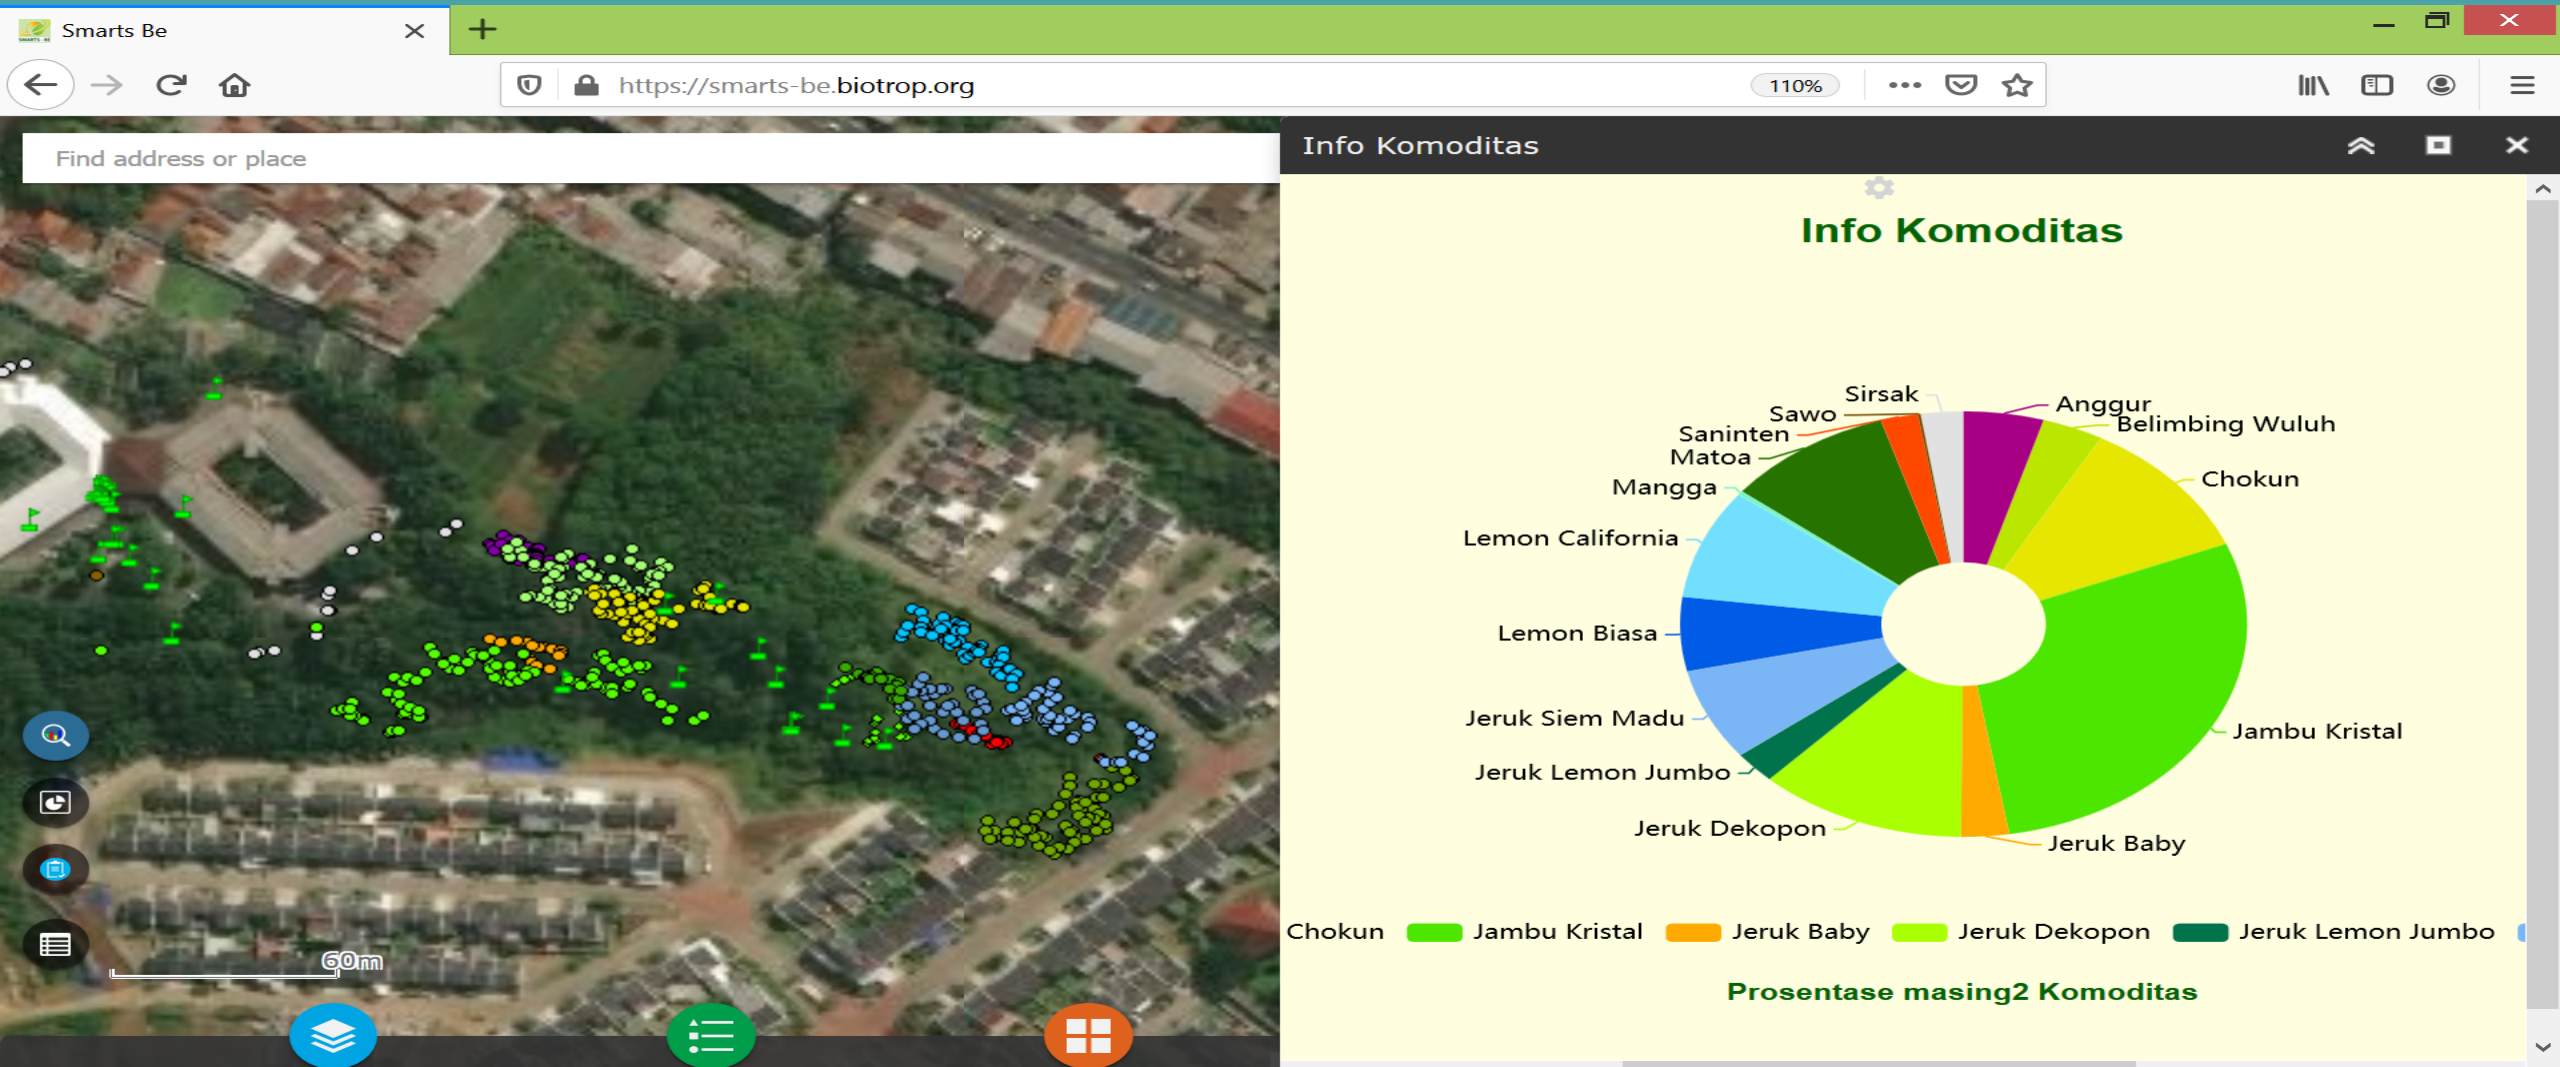 Smarts Be
https://smarts-be.biotrop.org
110%
Find address or place
Info Komoditas
Info Komoditas
Sirsak
Anggur
Sawo
Belimbing Wuluh
Saninten
Matoa
Chokun
Mangga
Lemon California
Lemon Biasa
Jeruk Siem Madu
Jambu Kristal
Jeruk Lemon Jumbo
Jeruk Dekopon
Jeruk Baby
Chokun Jambu Kristal Jeruk Baby Jeruk Dekopon Jeruk Lemon Jumbo
60m
Prosentase masing2 Komoditas